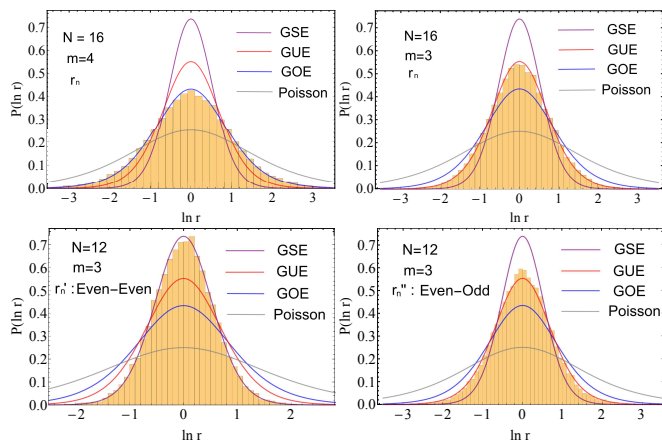 N = 16
m=4
rₙ
GSE
GUE
GOE
Poisson
P(ln r)
0.7
0.6
0.5
0.4
0.3
0.2
0.1
0.0
−3 −2 −1 0 1 2 3
ln r
N=16
m=3
rₙ
GSE
GUE
GOE
Poisson
P(ln r)
0.7
0.6
0.5
0.4
0.3
0.2
0.1
0.0
−3 −2 −1 0 1 2 3
ln r
N=12
m=3
rₙ' : Even−Even
GSE
GUE
GOE
Poisson
P(ln r)
0.7
0.6
0.5
0.4
0.3
0.2
0.1
0.0
−2 −1 0 1 2
ln r
N=12
m=3
rₙ" : Even−Odd
GSE
GUE
GOE
Poisson
P(ln r)
0.7
0.6
0.5
0.4
0.3
0.2
0.1
0.0
−3 −2 −1 0 1 2 3
ln r